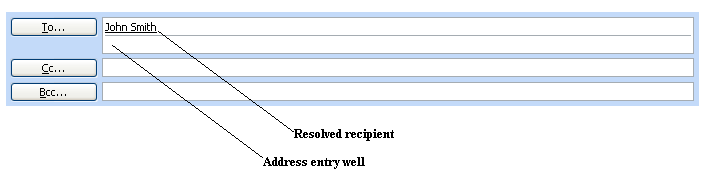 To...
John Smith
Cc...
Bcc...
Resolved recipient
Address entry well